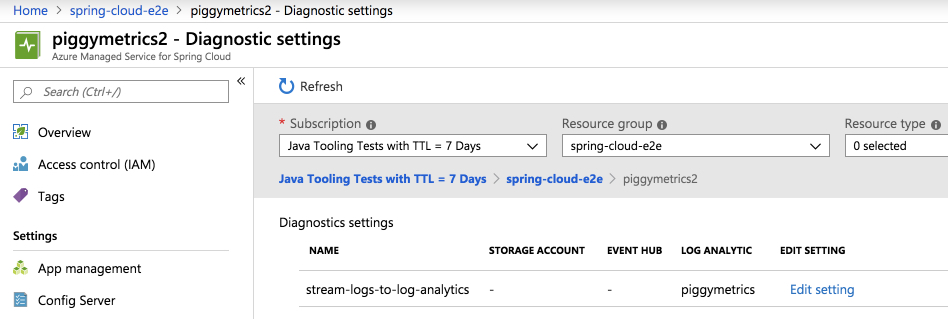 Home > spring-cloud-e2e > piggymetrics2 - Diagnostic settings
piggymetrics2 - Diagnostic settings
Azure Managed Service for Spring Cloud
Search (Ctrl+/)
«
Overview
Access control (IAM)
Tags
Settings
App management
Config Server
Refresh
* Subscription Resource group Resource type
Java Tooling Tests with TTL = 7 Days spring-cloud-e2e 0 selected
Java Tooling Tests with TTL = 7 Days > spring-cloud-e2e > piggymetrics2
Diagnostics settings
NAME STORAGE ACCOUNT EVENT HUB LOG ANALYTIC EDIT SETTING
stream-logs-to-log-analytics - - piggymetrics Edit setting